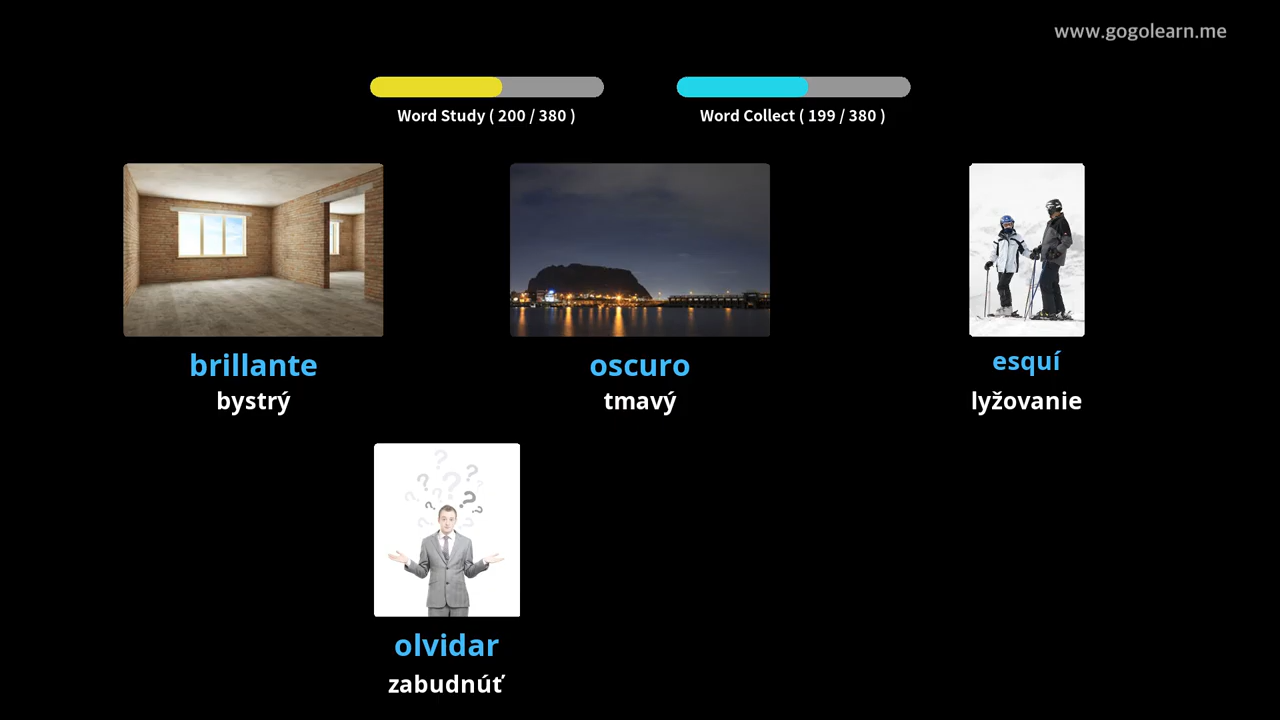 www.gogolearn.me
Word Study ( 200 / 380 )
Word Collect ( 199 / 380 )
brillante
bystrý
oscuro
tmavý
esquí
lyžovanie
olvidar
zabudnúť